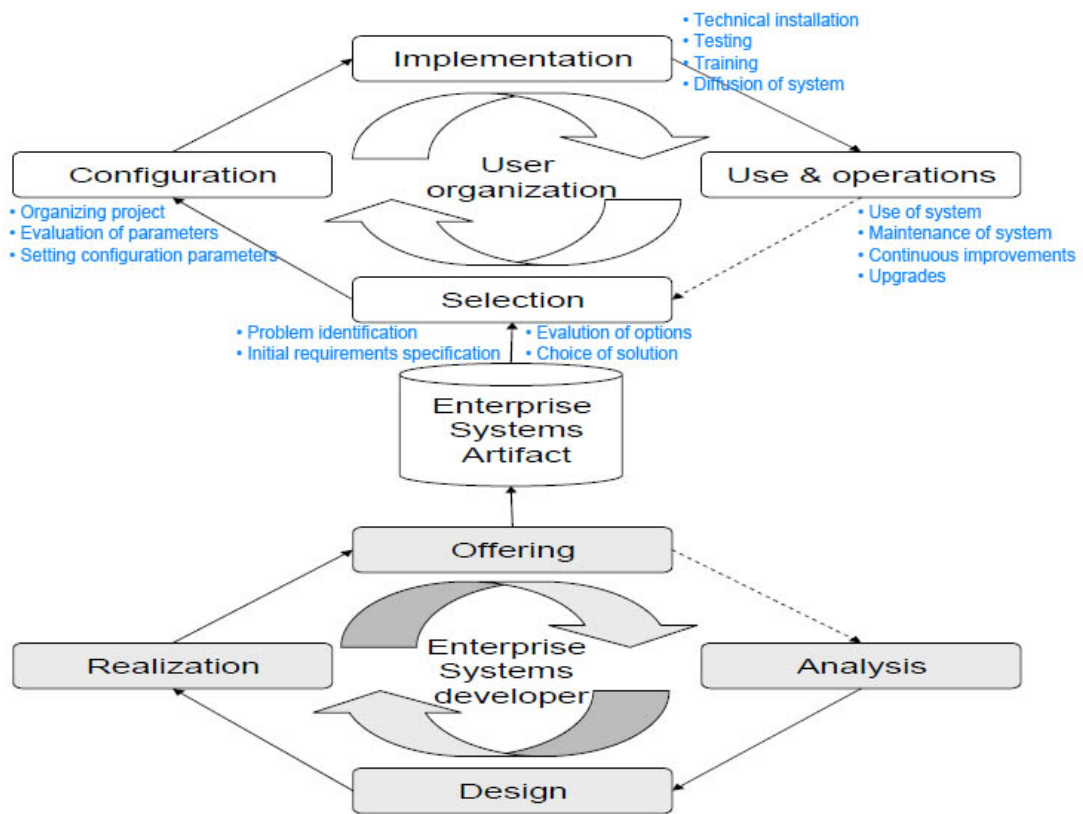 • Technical installation
• Testing
• Training
• Diffusion of system
Implementation
User
organization
Configuration
• Organizing project
• Evaluation of parameters
• Setting configuration parameters
Use & operations
• Use of system
• Maintenance of system
• Continuous improvements
• Upgrades
Selection
• Problem identification
• Initial requirements specification
• Evalution of options
• Choice of solution
Enterprise
Systems
Artifact
Offering
Realization
Enterprise
Systems
developer
Analysis
Design